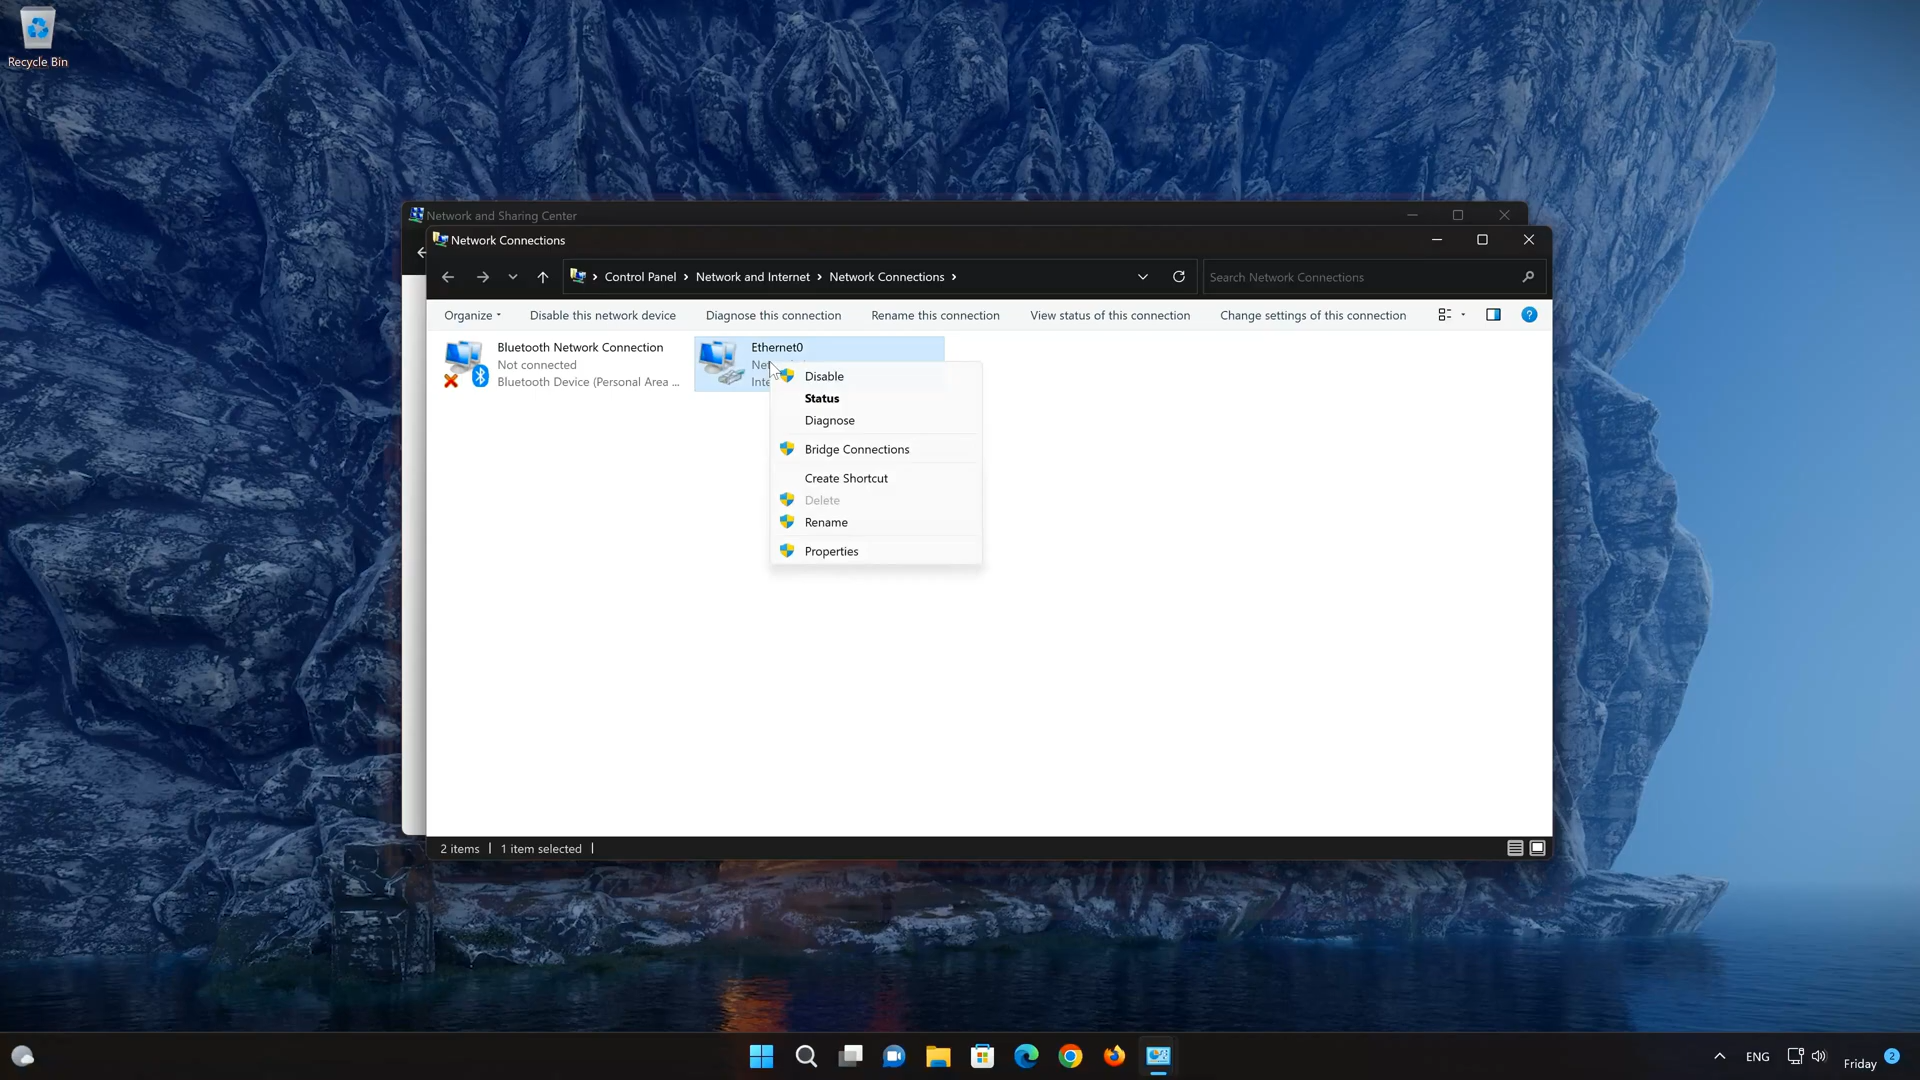 Recycle Bin
Network and Sharing Center
Network Connections
Control Panel
Network and Internet
Network Connections
Search Network Connections
Organize
Disable this network device
Diagnose this connection
Rename this connection
View status of this connection
Change settings of this connection
?
Bluetooth Network Connection
Not connected
Bluetooth Device (Personal Area ...
Ethernet0
Disable
Status
Diagnose
Bridge Connections
Create Shortcut
Delete
Rename
Properties
2 items
1 item selected
ENG
Friday
2